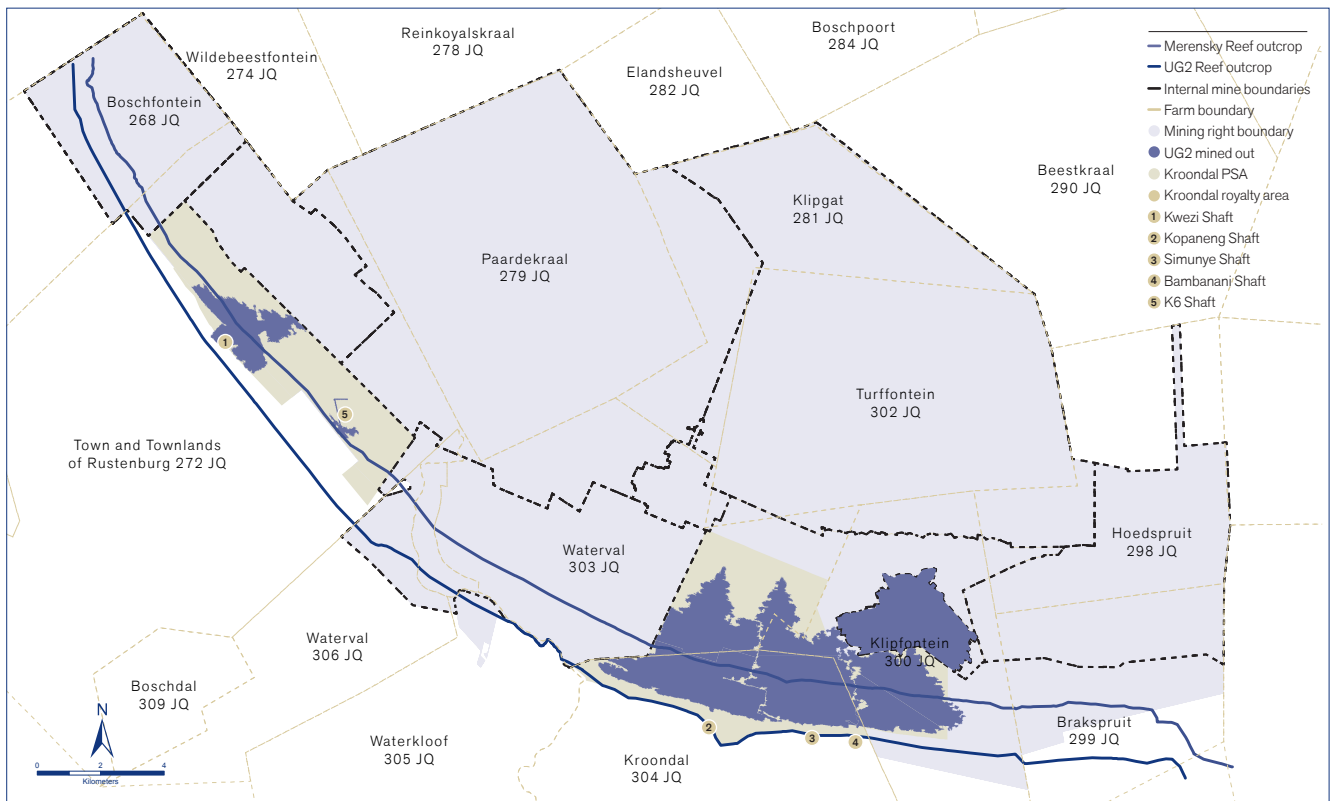 Reinkoyalskraal
278 JQ
Boschpoort
284 JQ
Wildebeestfontein
274 JQ
Elandsheuvel
282 JQ
Boschfontein
268 JQ
Beestkraal
290 JQ
Klipgat
281 JQ
Paardekraal
279 JQ
Turffontein
302 JQ
Town and Townlands
of Rustenburg 272 JQ
Hoedspruit
298 JQ
Waterval
303 JQ
Waterval
306 JQ
Klipfontein
300 JQ
Boschdal
309 JQ
Waterkloof
305 JQ
Kroondal
304 JQ
Brakspruit
299 JQ
1
5
2
3
4
N
0 2 4
Kilometers
Merensky Reef outcrop
UG2 Reef outcrop
Internal mine boundaries
Farm boundary
Mining right boundary
UG2 mined out
Kroondal PSA
Kroondal royalty area
1 Kwezi Shaft
2 Kopaneng Shaft
3 Simunye Shaft
4 Bambanani Shaft
5 K6 Shaft